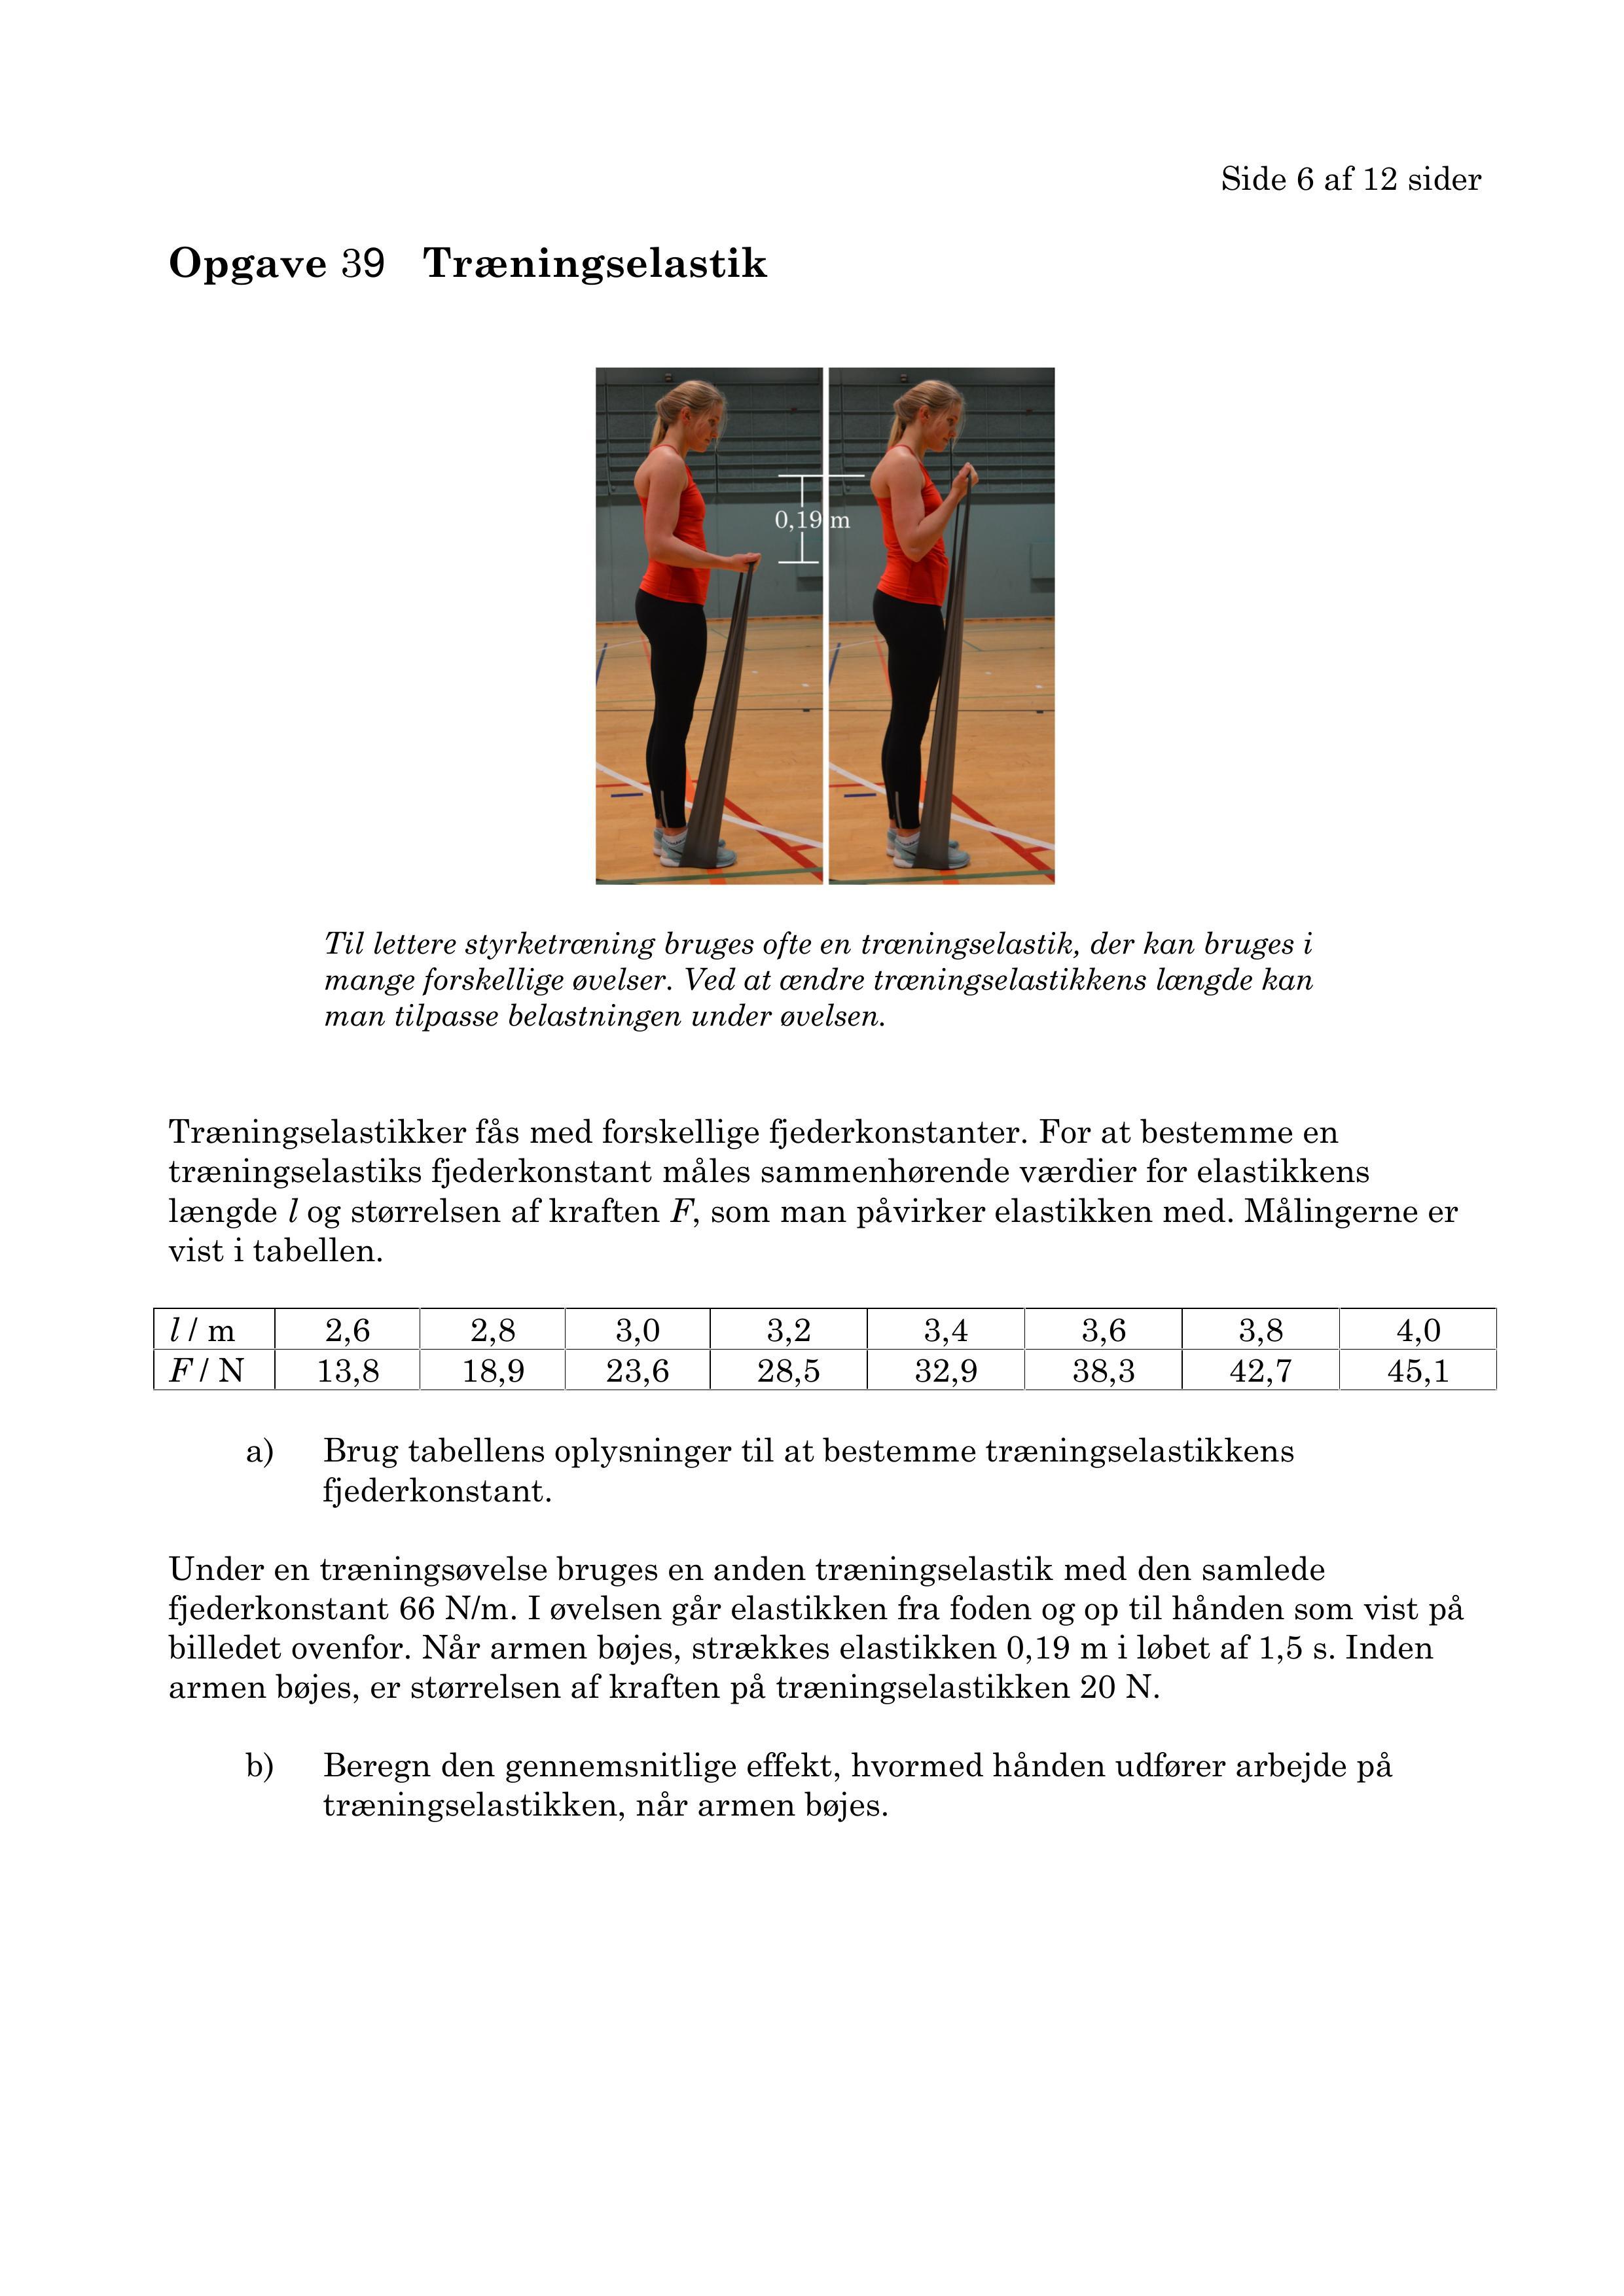 Side 6 af 12 sider
Opgave 39 Træningselastik
0,19 m
Til lettere styrketræning bruges ofte en træningselastik, der kan bruges i
mange forskellige øvelser. Ved at ændre træningselastikkens længde kan
man tilpasse belastningen under øvelsen.
Træningselastikker fås med forskellige fjederkonstanter. For at bestemme en
træningselastiks fjederkonstant måles sammenhørende værdier for elastikkens
længde l og størrelsen af kraften F, som man påvirker elastikken med. Målingerne er
vist i tabellen.
l / m 2,6 2,8 3,0 3,2 3,4 3,6 3,8 4,0
F / N 13,8 18,9 23,6 28,5 32,9 38,3 42,7 45,1
a) Brug tabellens oplysninger til at bestemme træningselastikkens
fjederkonstant.
Under en træningsøvelse bruges en anden træningselastik med den samlede
fjederkonstant 66 N/m. I øvelsen går elastikken fra foden og op til hånden som vist på
billedet ovenfor. Når armen bøjes, strækkes elastikken 0,19 m i løbet af 1,5 s. Inden
armen bøjes, er størrelsen af kraften på træningselastikken 20 N.
b) Beregn den gennemsnitlige effekt, hvormed hånden udfører arbejde på
træningselastikken, når armen bøjes.